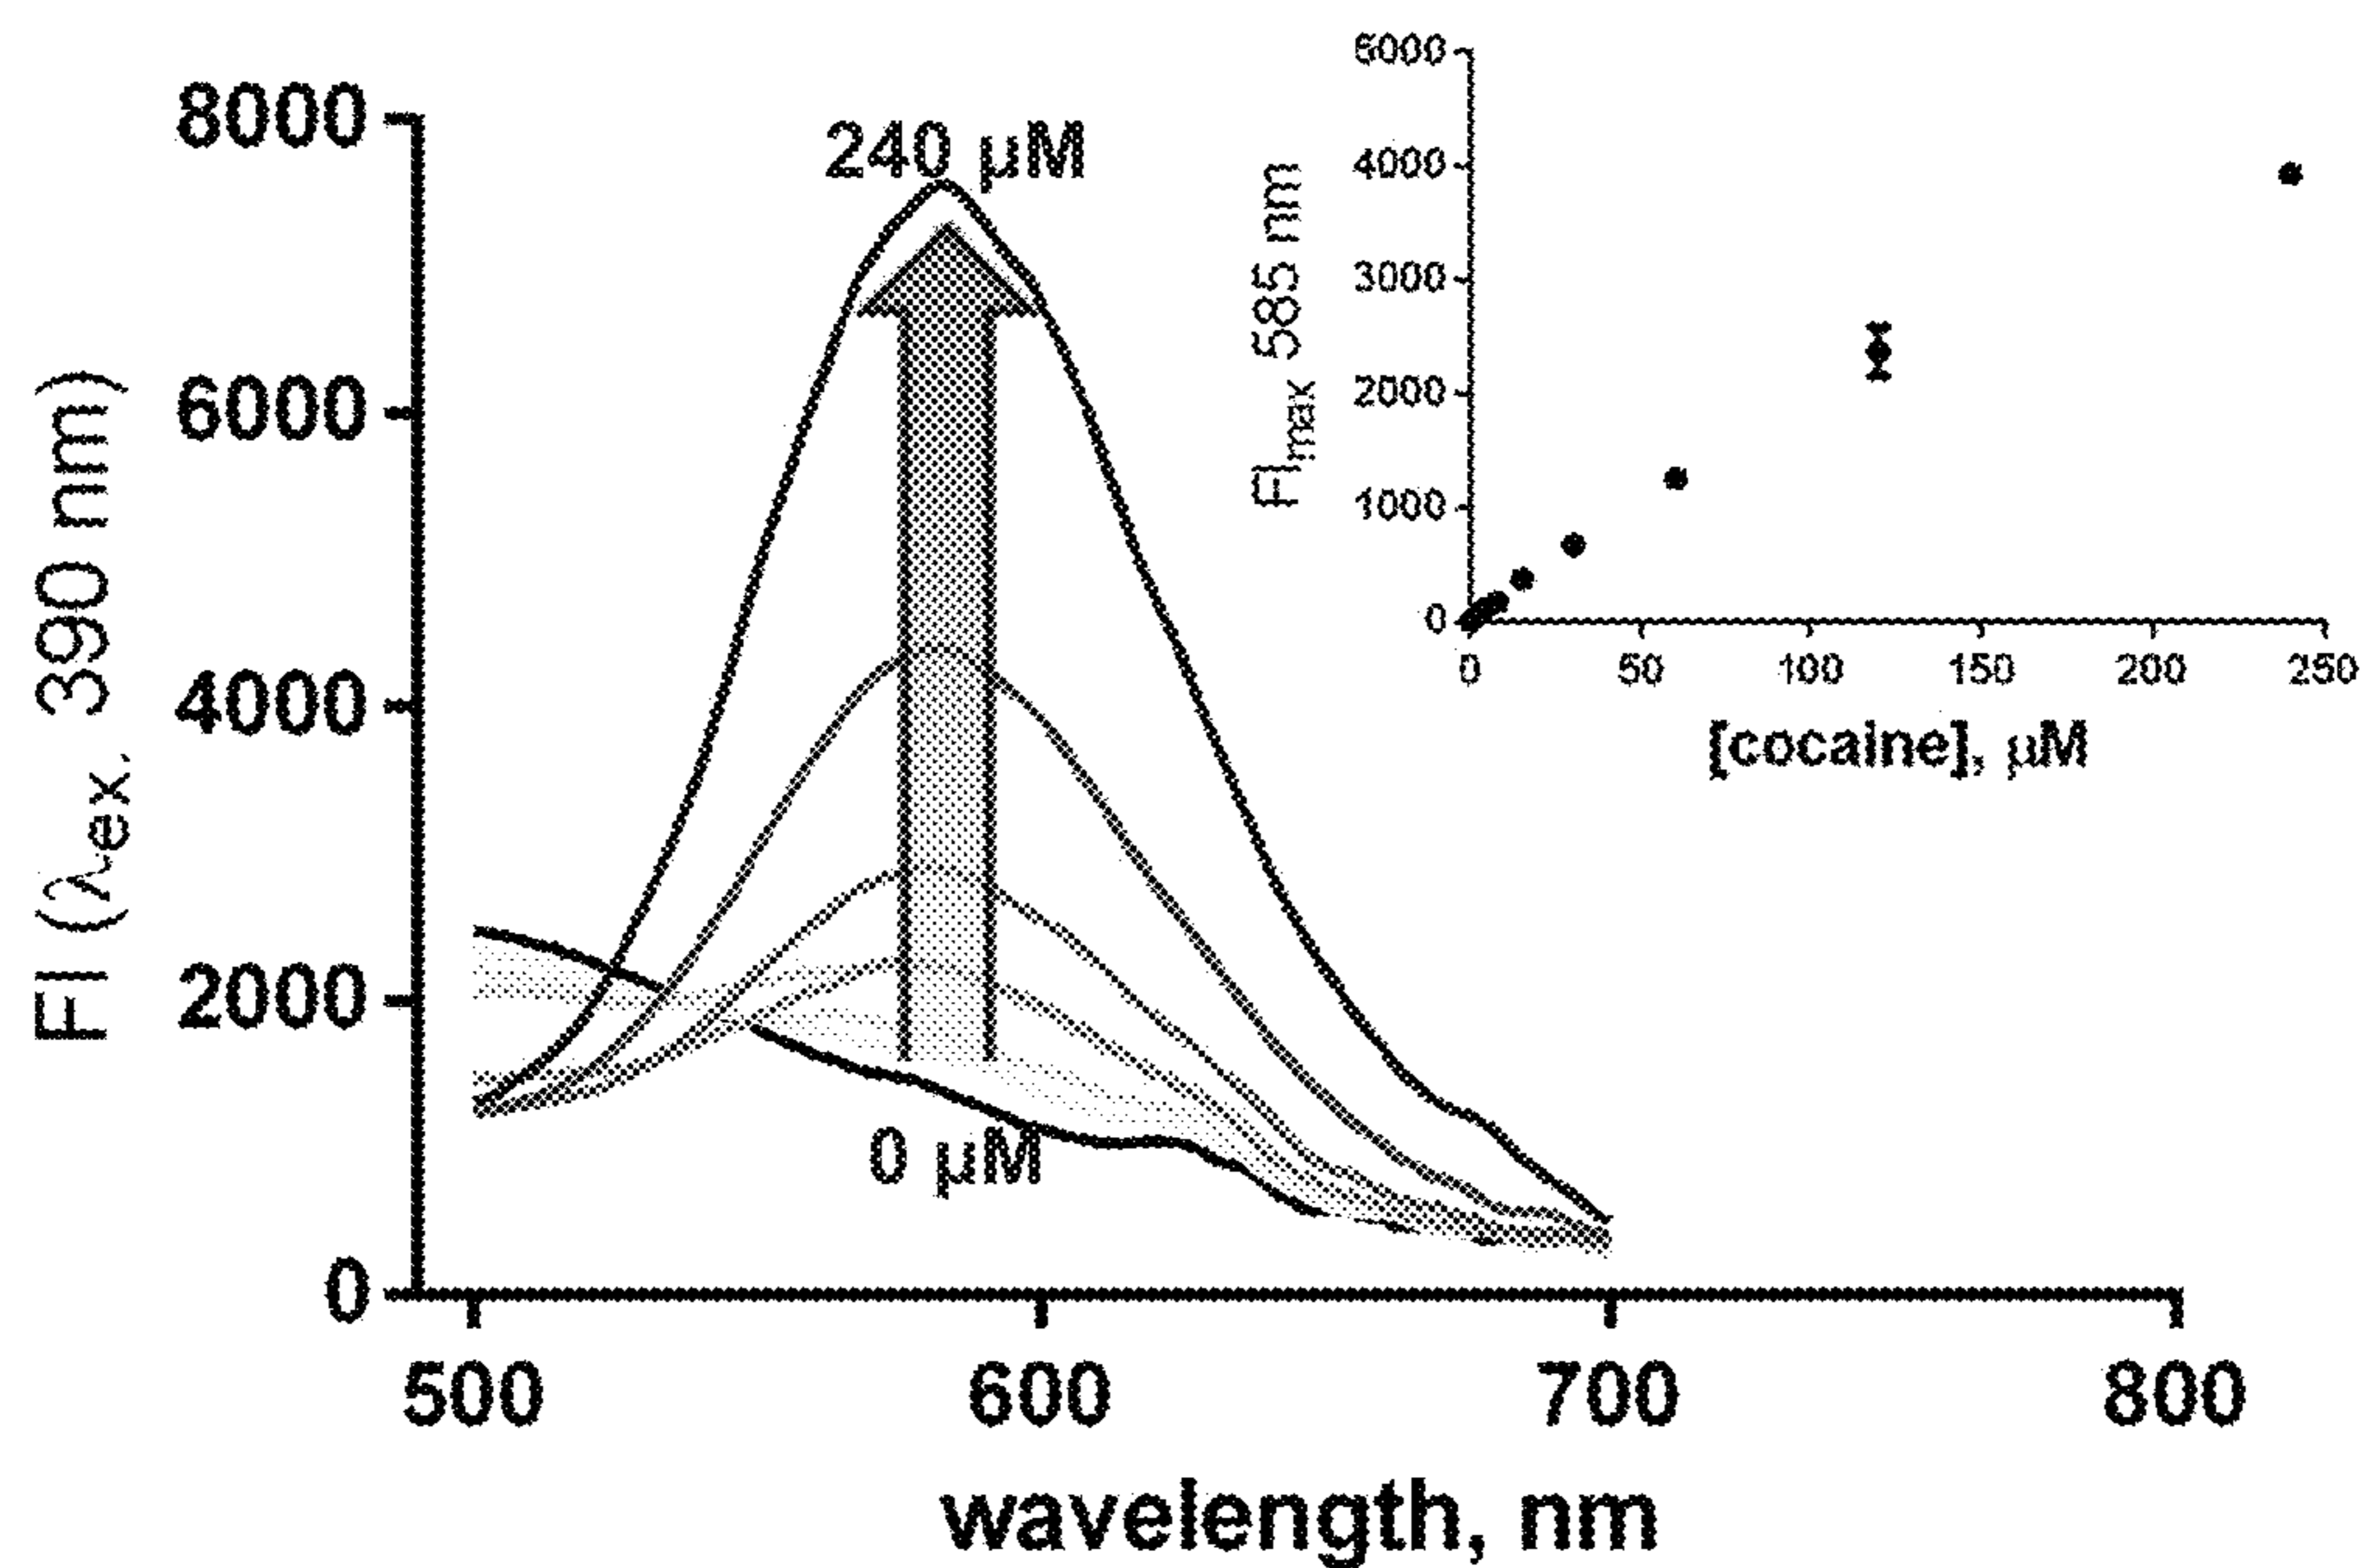 8000
6000
4000
2000
0
FI (λex. 390 nm)
240 µM
0 µM
500 600 700 800
wavelength, nm
5000
4000
3000
2000
1000
0
FImax 585 nm
0 50 100 150 200 250
[cocaine], µM